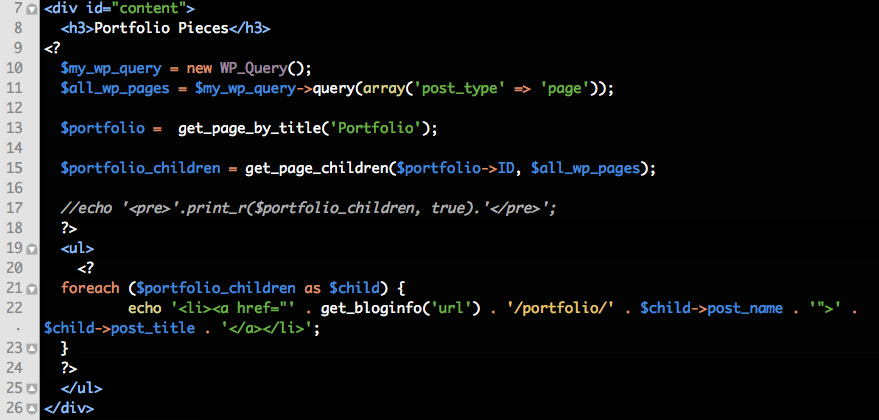 7 <div id="content">
8   <h3>Portfolio Pieces</h3>
9 <?
10   $my_wp_query = new WP_Query();
11   $all_wp_pages = $my_wp_query->query(array('post_type' => 'page'));
12
13   $portfolio =  get_page_by_title('Portfolio');
14
15   $portfolio_children = get_page_children($portfolio->ID, $all_wp_pages);
16
17   //echo '<pre>'.print_r($portfolio_children, true).'</pre>';
18   ?>
19   <ul>
20     <?
21   foreach ($portfolio_children as $child) {
22           echo '<li><a href="' . get_bloginfo('url') . '/portfolio/' . $child->post_name . '">' .
. $child->post_title . '</a></li>';
23   }
24   ?>
25   </ul>
26 </div>